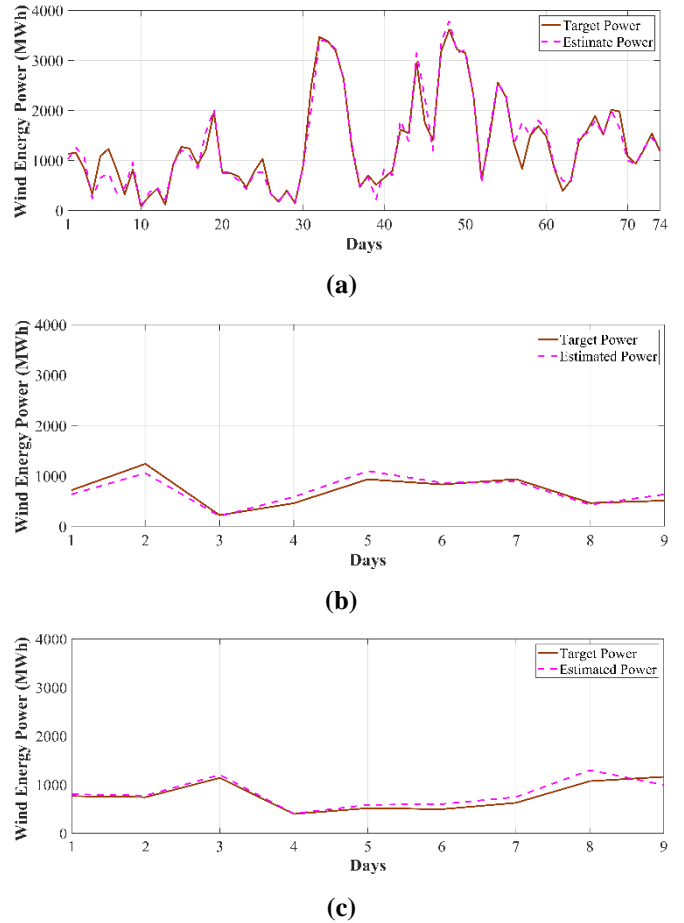 4000
3000
2000
1000
0
Wind Energy Power (MWh)
Target Power
Estimate Power
1 10 20 30 40 50 60 70 74
Days
(a)
4000
3000
2000
1000
0
Wind Energy Power (MWh)
Target Power
Estimated Power
1 2 3 4 5 6 7 8 9
Days
(b)
4000
3000
2000
1000
0
Wind Energy Power (MWh)
Target Power
Estimated Power
1 2 3 4 5 6 7 8 9
Days
(c)